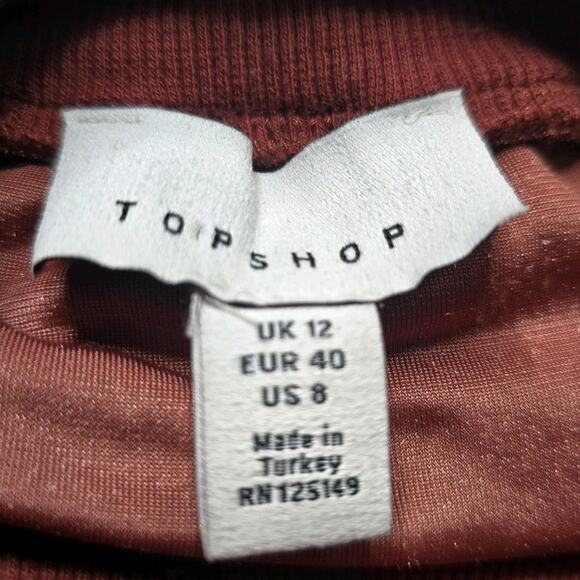 TOPSHOP
UK 12
EUR 40
US 8
Made in
Turkey
RN125149